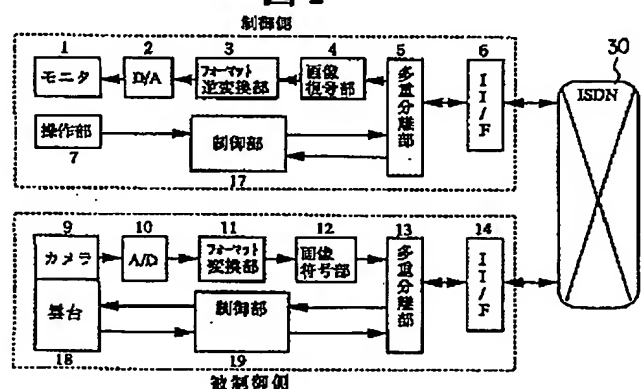 制御側
1 2 3 4 5 6 30
モニタ D/A フォーマット逆変換部 画像復号部 多重分離部 I I/F ISDN
操作部 制御部
7 17
9 10 11 12 13 14
カメラ A/D フォーマット変換部 画像符号部 多重分離部 I I/F
雲台 制御部
18 19
被制御側